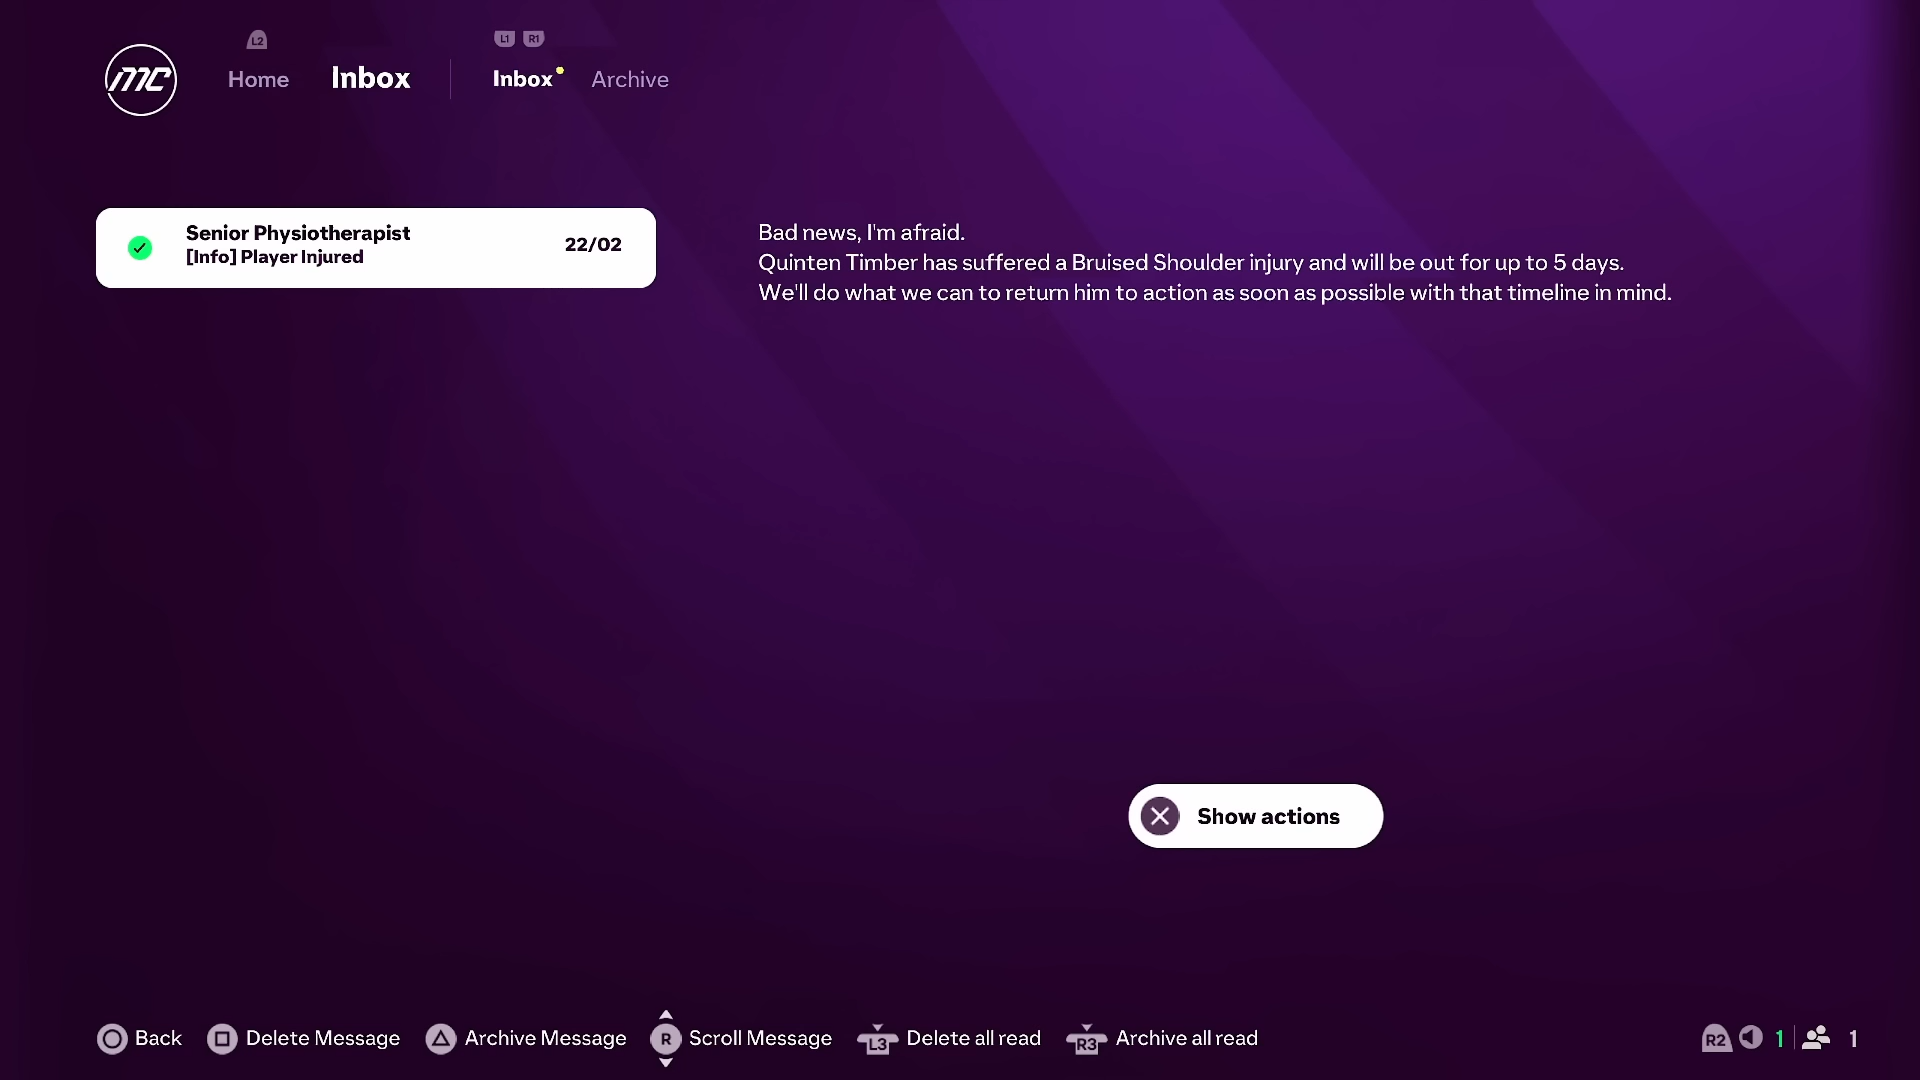 L2 L1 R1
MC Home Inbox Inbox Archive
Senior Physiotherapist
[Info] Player Injured
22/02
Bad news, I'm afraid.
Quinten Timber has suffered a Bruised Shoulder injury and will be out for up to 5 days.
We'll do what we can to return him to action as soon as possible with that timeline in mind.
Show actions
Back Delete Message Archive Message R Scroll Message L3 Delete all read R3 Archive all read R2 1 1